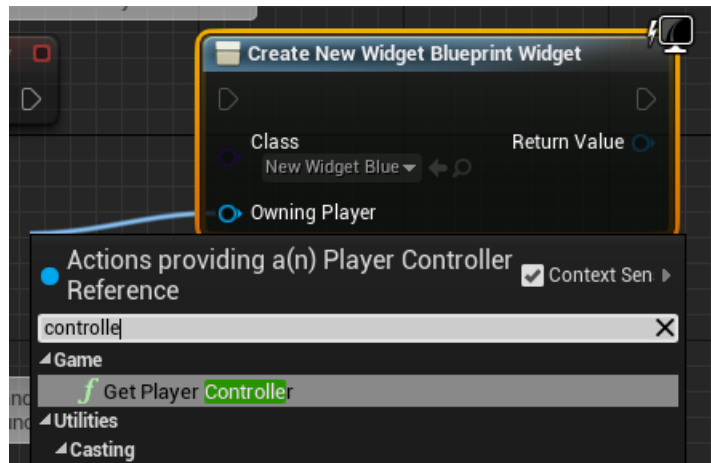 Create New Widget Blueprint Widget
Class
Return Value
New Widget Blue
Owning Player
Actions providing a(n) Player Controller
Reference
Context Sen
controlle
Game
f Get Player Controller
Utilities
Casting